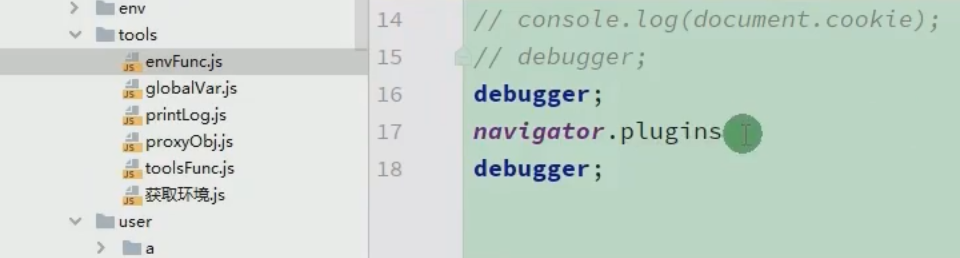 env
tools
envFunc.js
globalVar.js
printLog.js
proxyObj.js
toolsFunc.js
获取环境.js
user
a
14 // console.log(document.cookie);
15 // debugger;
16 debugger;
17 navigator.plugins
18 debugger;